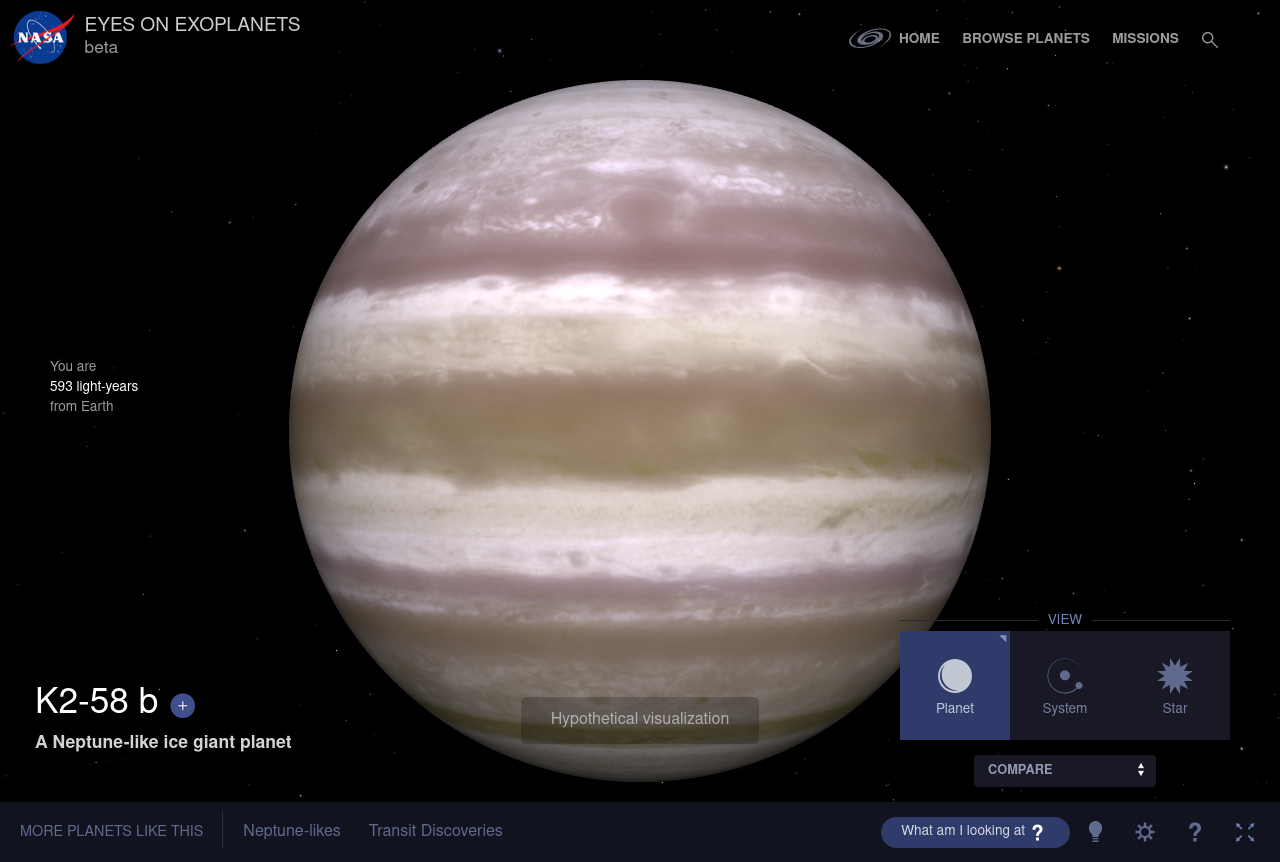 NASA
EYES ON EXOPLANETS
beta
HOME
BROWSE PLANETS
MISSIONS
You are
593 light-years
from Earth
VIEW
Planet
System
Star
K2-58 b +
A Neptune-like ice giant planet
Hypothetical visualization
COMPARE
MORE PLANETS LIKE THIS
Neptune-likes
Transit Discoveries
What am I looking at ?
?